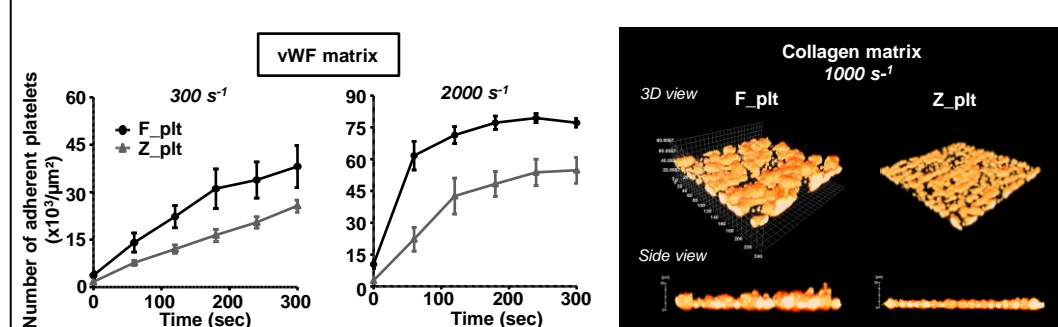 vWF matrix
Number of adherent platelets
(x10³/µm²)
300 s⁻¹
60
45
30
15
0
F_plt
Z_plt
0
100
200
300
Time (sec)
2000 s⁻¹
90
75
60
45
30
15
0
0
100
200
300
Time (sec)
Collagen matrix
1000 s-¹
3D view
F_plt
Z_plt
Side view